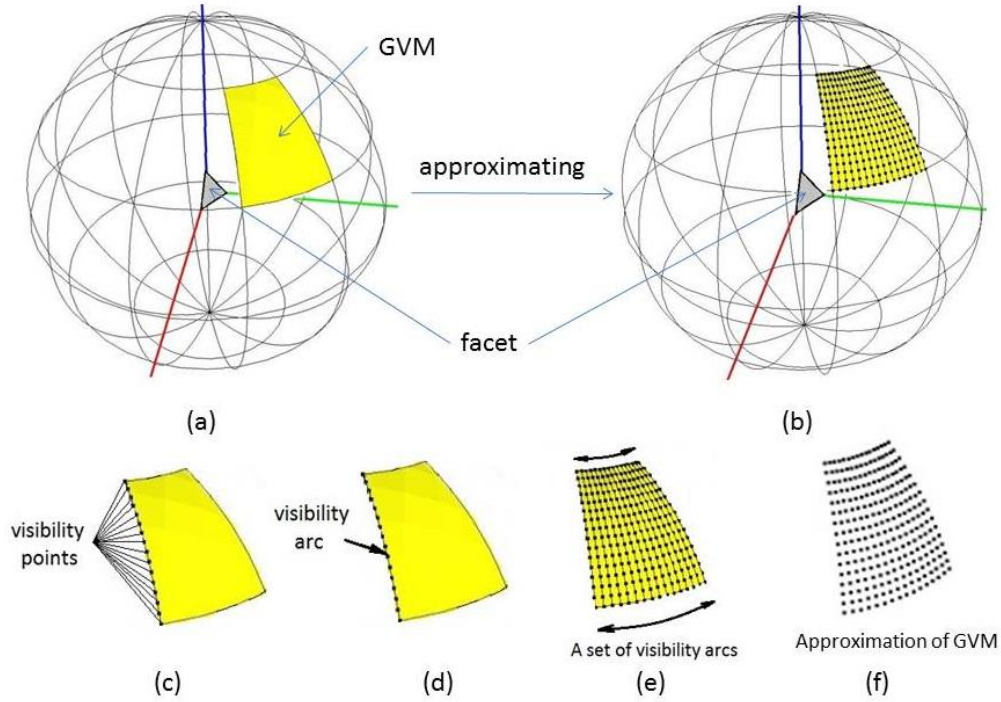 GVM
approximating
facet
(a)
(b)
visibility
points
visibility
arc
A set of visibility arcs
Approximation of GVM
(c)
(d)
(e)
(f)